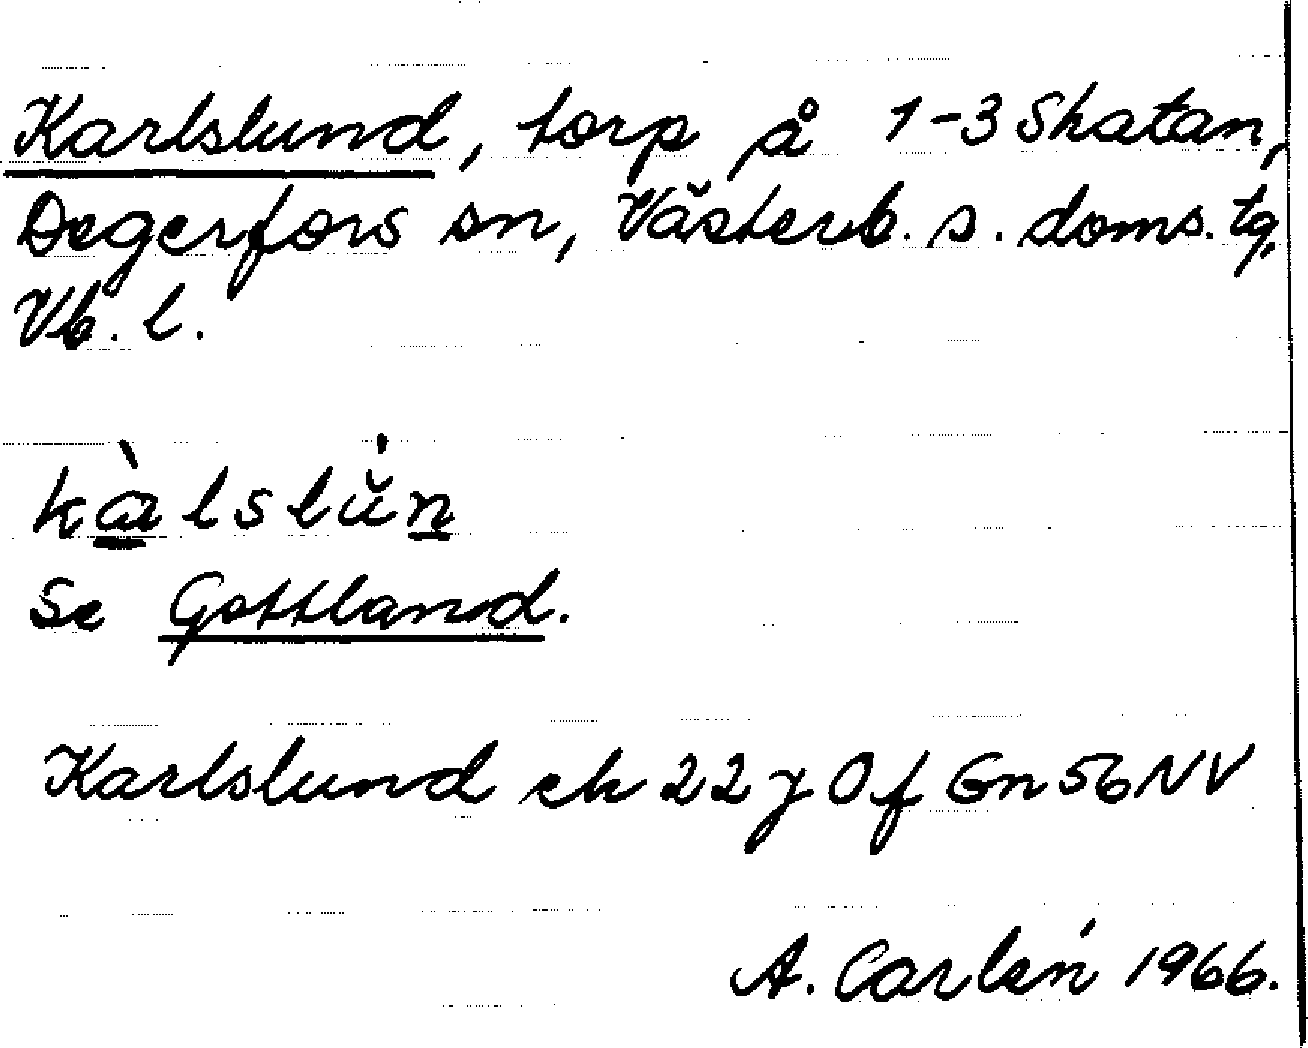 Karlslund, torp å 1-3 Skatan,
Degerfors sn, Västerb. s. doms. tg,
Vb. l.
kàlslŭn
Se Gottland.
Karlslund ek 22 j 0 f Gn 56 NV
A. Carlén 1966.